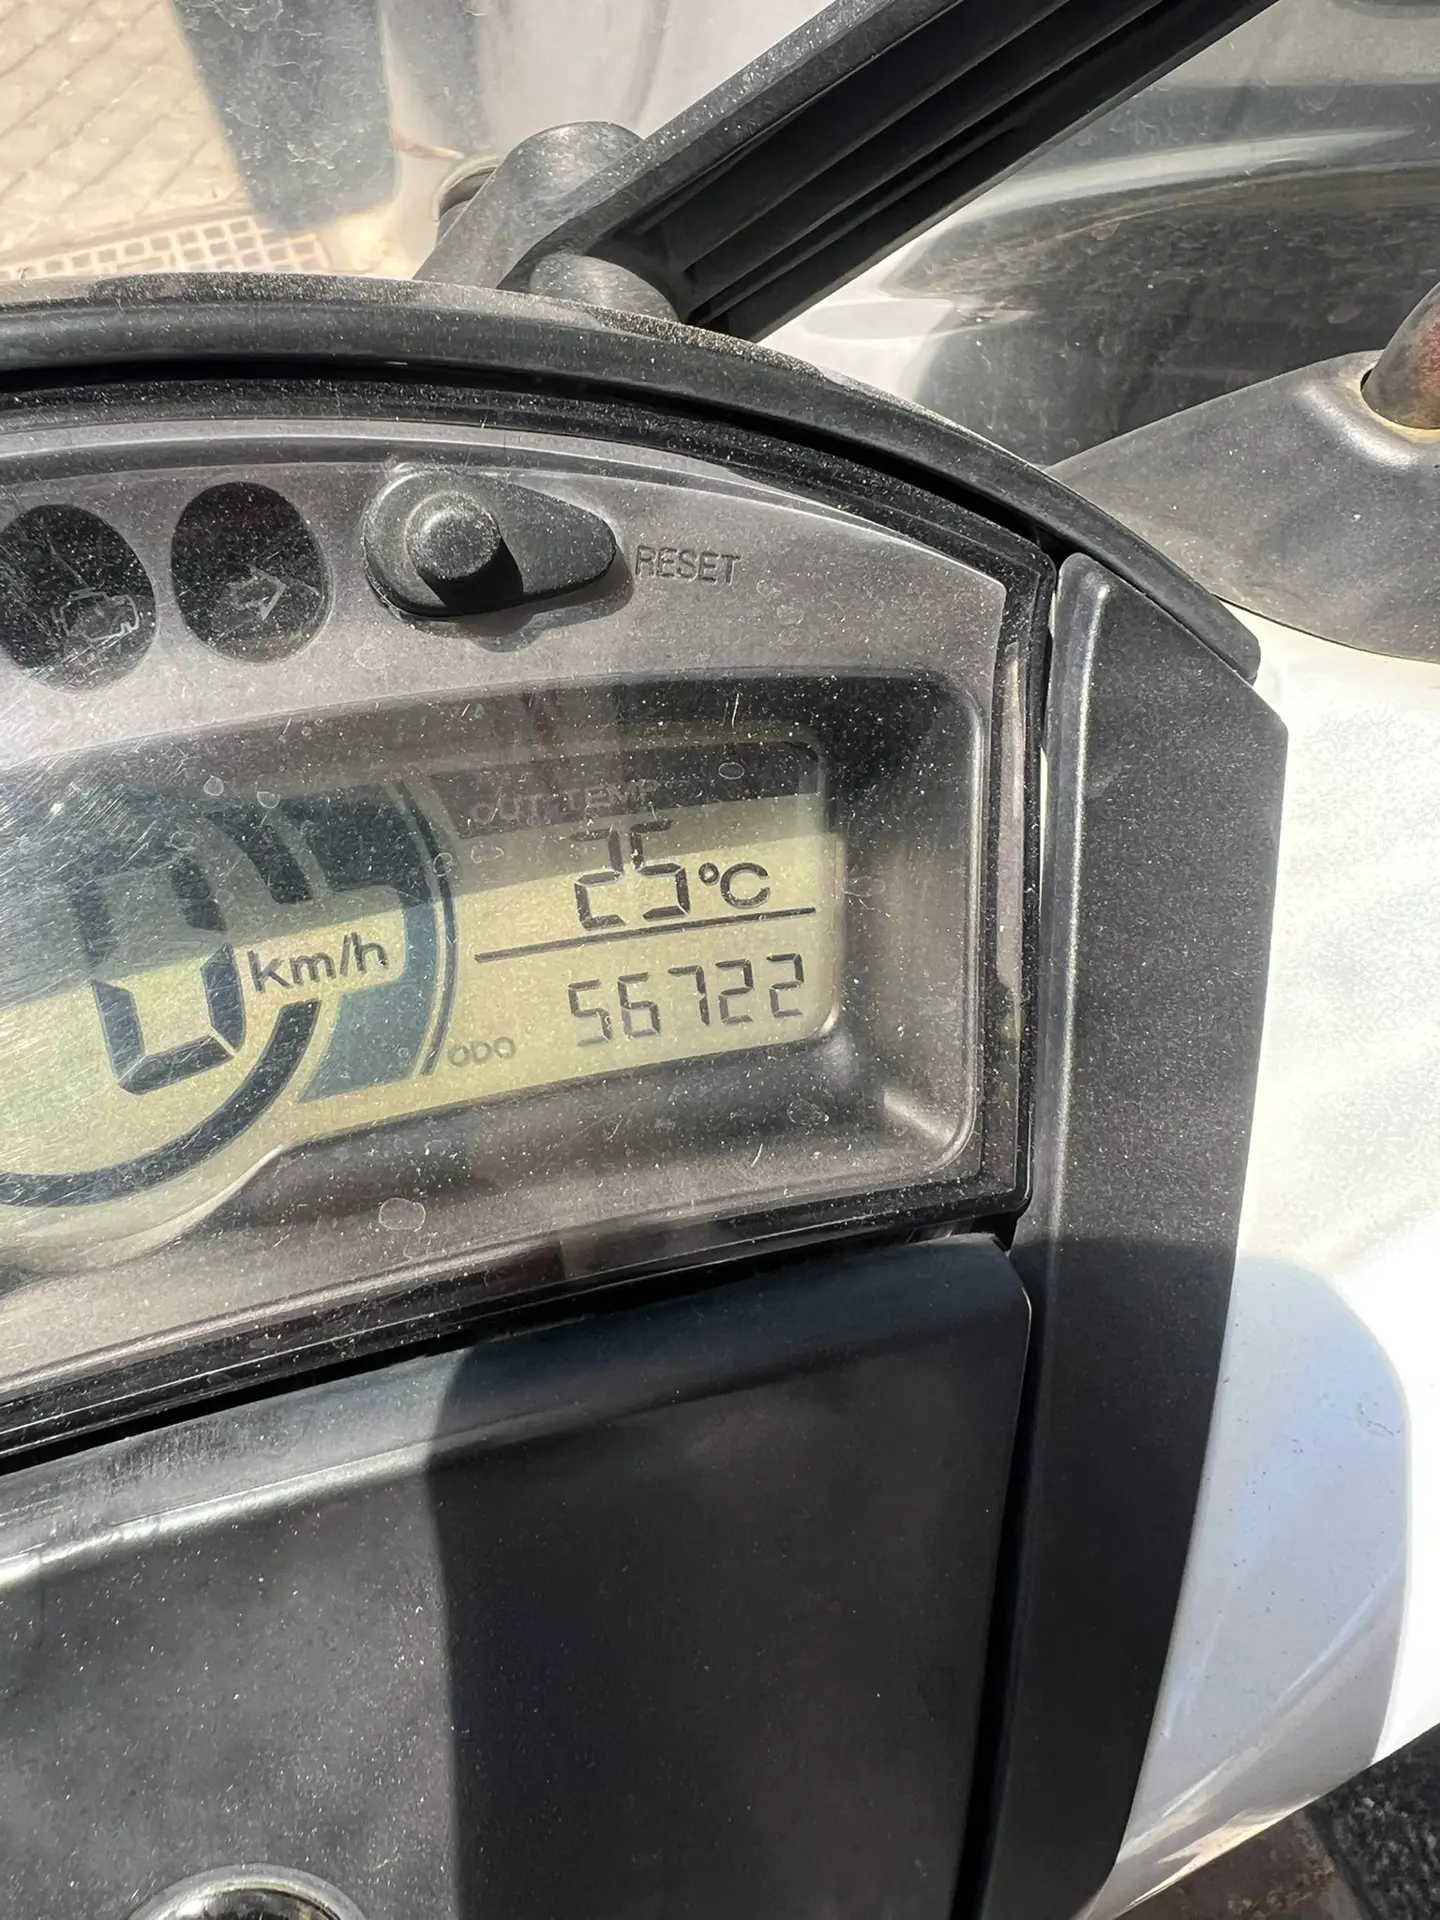 RESET
OUT TEMP
25°C
0 km/h
ODO 56722